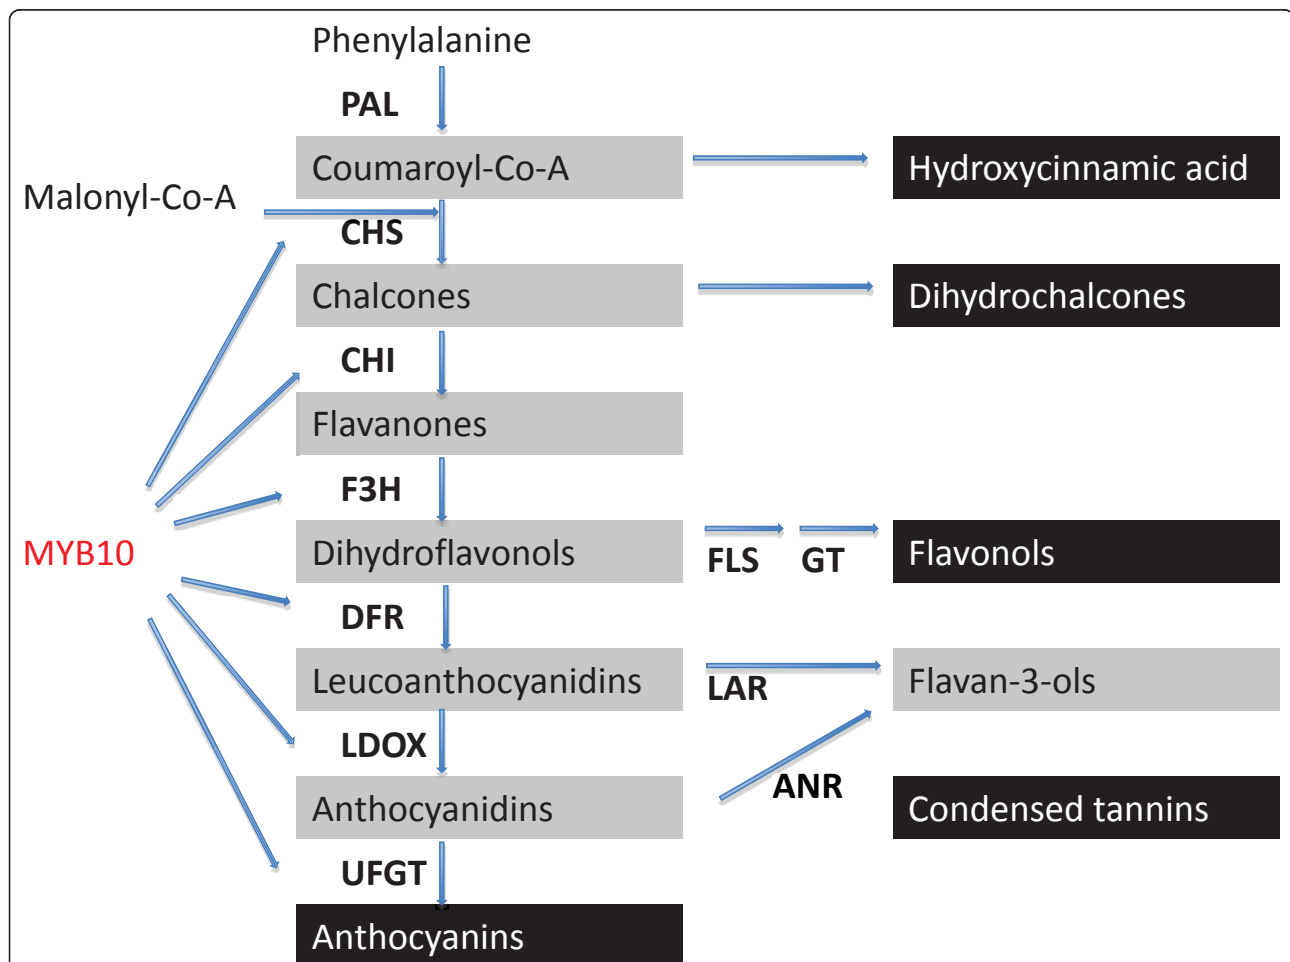 Phenylalanine
PAL
Coumaroyl-Co-A
Hydroxycinnamic acid
Malonyl-Co-A
CHS
Chalcones
Dihydrochalcones
CHI
Flavanones
F3H
MYB10
Dihydroflavonols
FLS
GT
Flavonols
DFR
Leucoanthocyanidins
LAR
Flavan-3-ols
LDOX
ANR
Anthocyanidins
Condensed tannins
UFGT
Anthocyanins